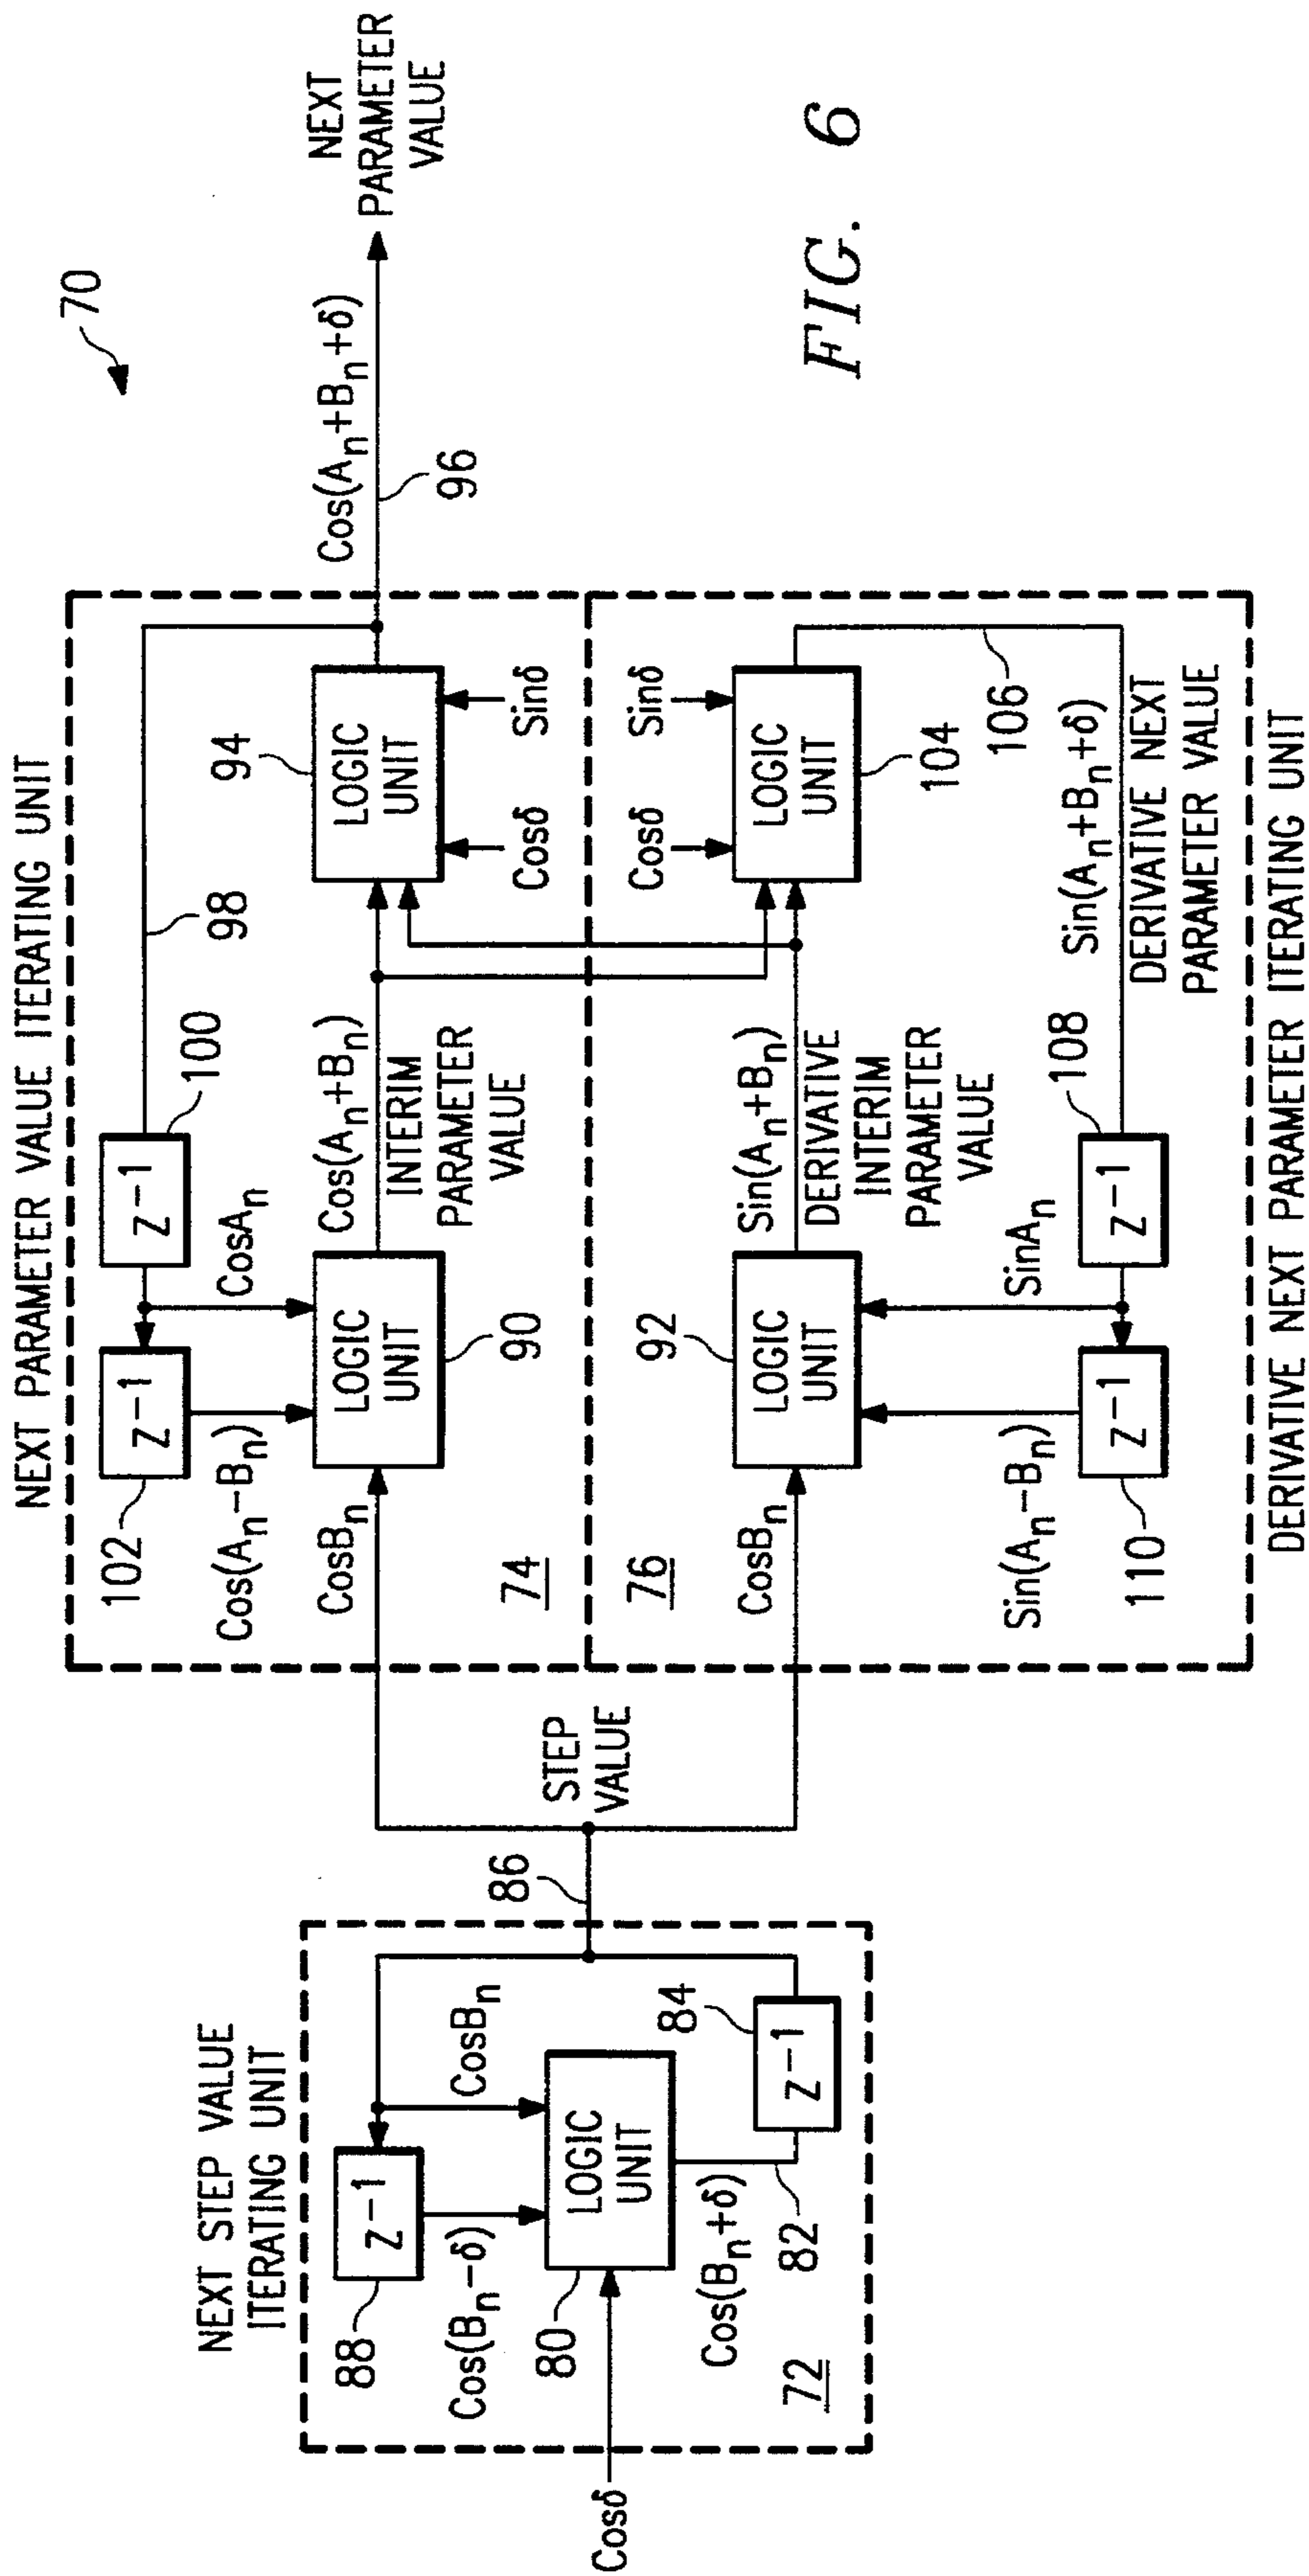 70
NEXT STEP VALUE
ITERATING UNIT
88
Z⁻¹
Cos(Bₙ−δ)
CosBₙ
80
LOGIC
UNIT
Cosδ
Cos(Bₙ+δ)
82
84
Z⁻¹
72
86
STEP
VALUE
NEXT PARAMETER VALUE ITERATING UNIT
102
Z⁻¹
Z⁻¹
100
98
Cos(Aₙ−Bₙ)
CosAₙ
CosBₙ
LOGIC
UNIT
90
Cos(Aₙ+Bₙ)
INTERIM
PARAMETER
VALUE
94
LOGIC
UNIT
Cosδ
Sinδ
74
Cos(Aₙ+Bₙ+δ)
96
NEXT
PARAMETER
VALUE
76
CosBₙ
92
LOGIC
UNIT
Sin(Aₙ+Bₙ)
DERIVATIVE
INTERIM
PARAMETER
VALUE
Cosδ
Sinδ
LOGIC
UNIT
104
106
Sin(Aₙ−Bₙ)
SinAₙ
110
Z⁻¹
Z⁻¹
108
Sin(Aₙ+Bₙ+δ)
DERIVATIVE NEXT
PARAMETER VALUE
DERIVATIVE NEXT PARAMETER ITERATING UNIT
FIG. 6